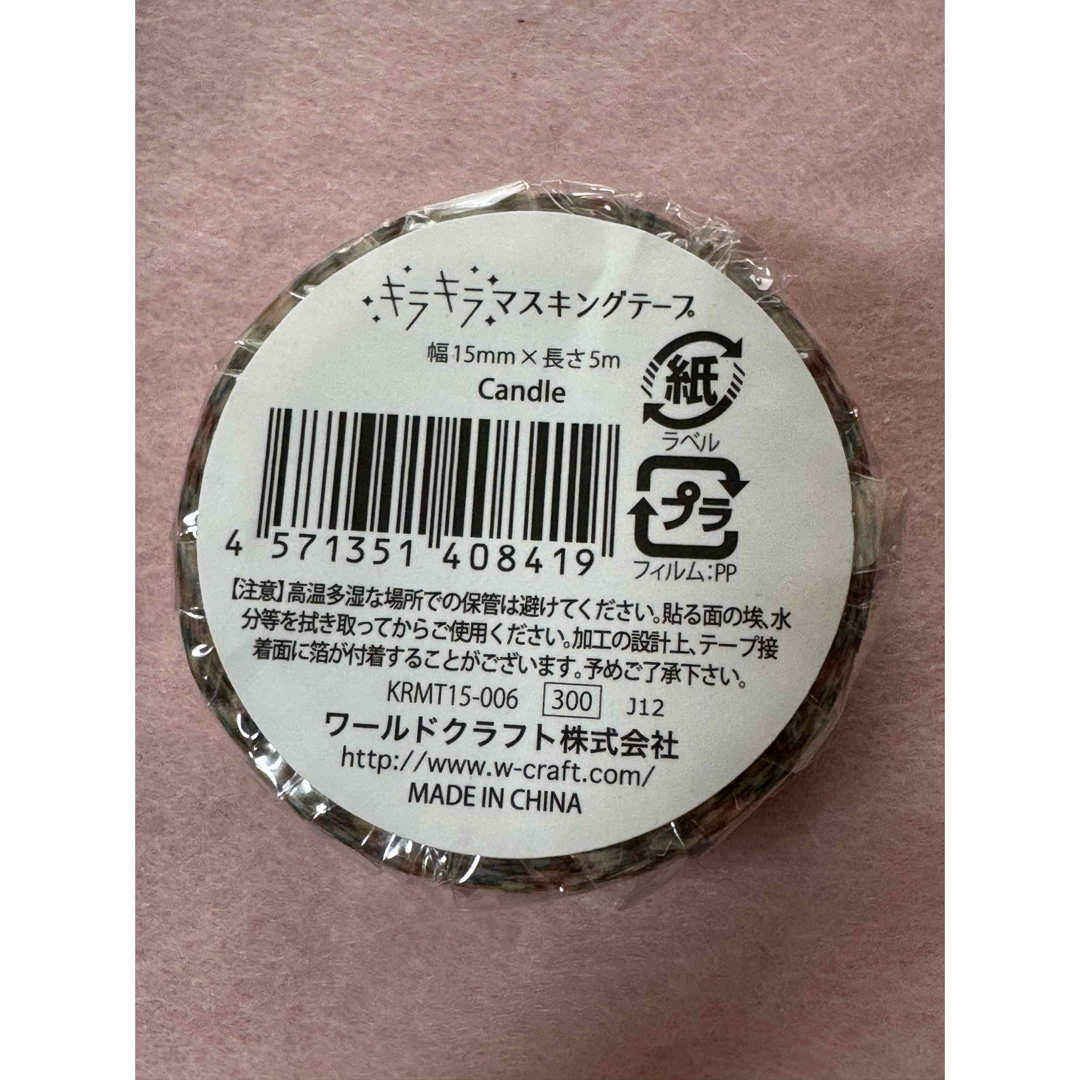 キラキラマスキングテープ
幅15mm×長さ5m
Candle
紙
ラベル
プラ
フィルム:PP
4 571351 408419
【注意】高温多湿な場所での保管は避けてください。貼る面の埃、水
分等を拭き取ってからご使用ください。加工の設計上、テープ接
着面に箔が付着することがございます。予めご了承下さい。
KRMT15-006 300 J12
ワールドクラフト株式会社
http://www.w-craft.com/
MADE IN CHINA